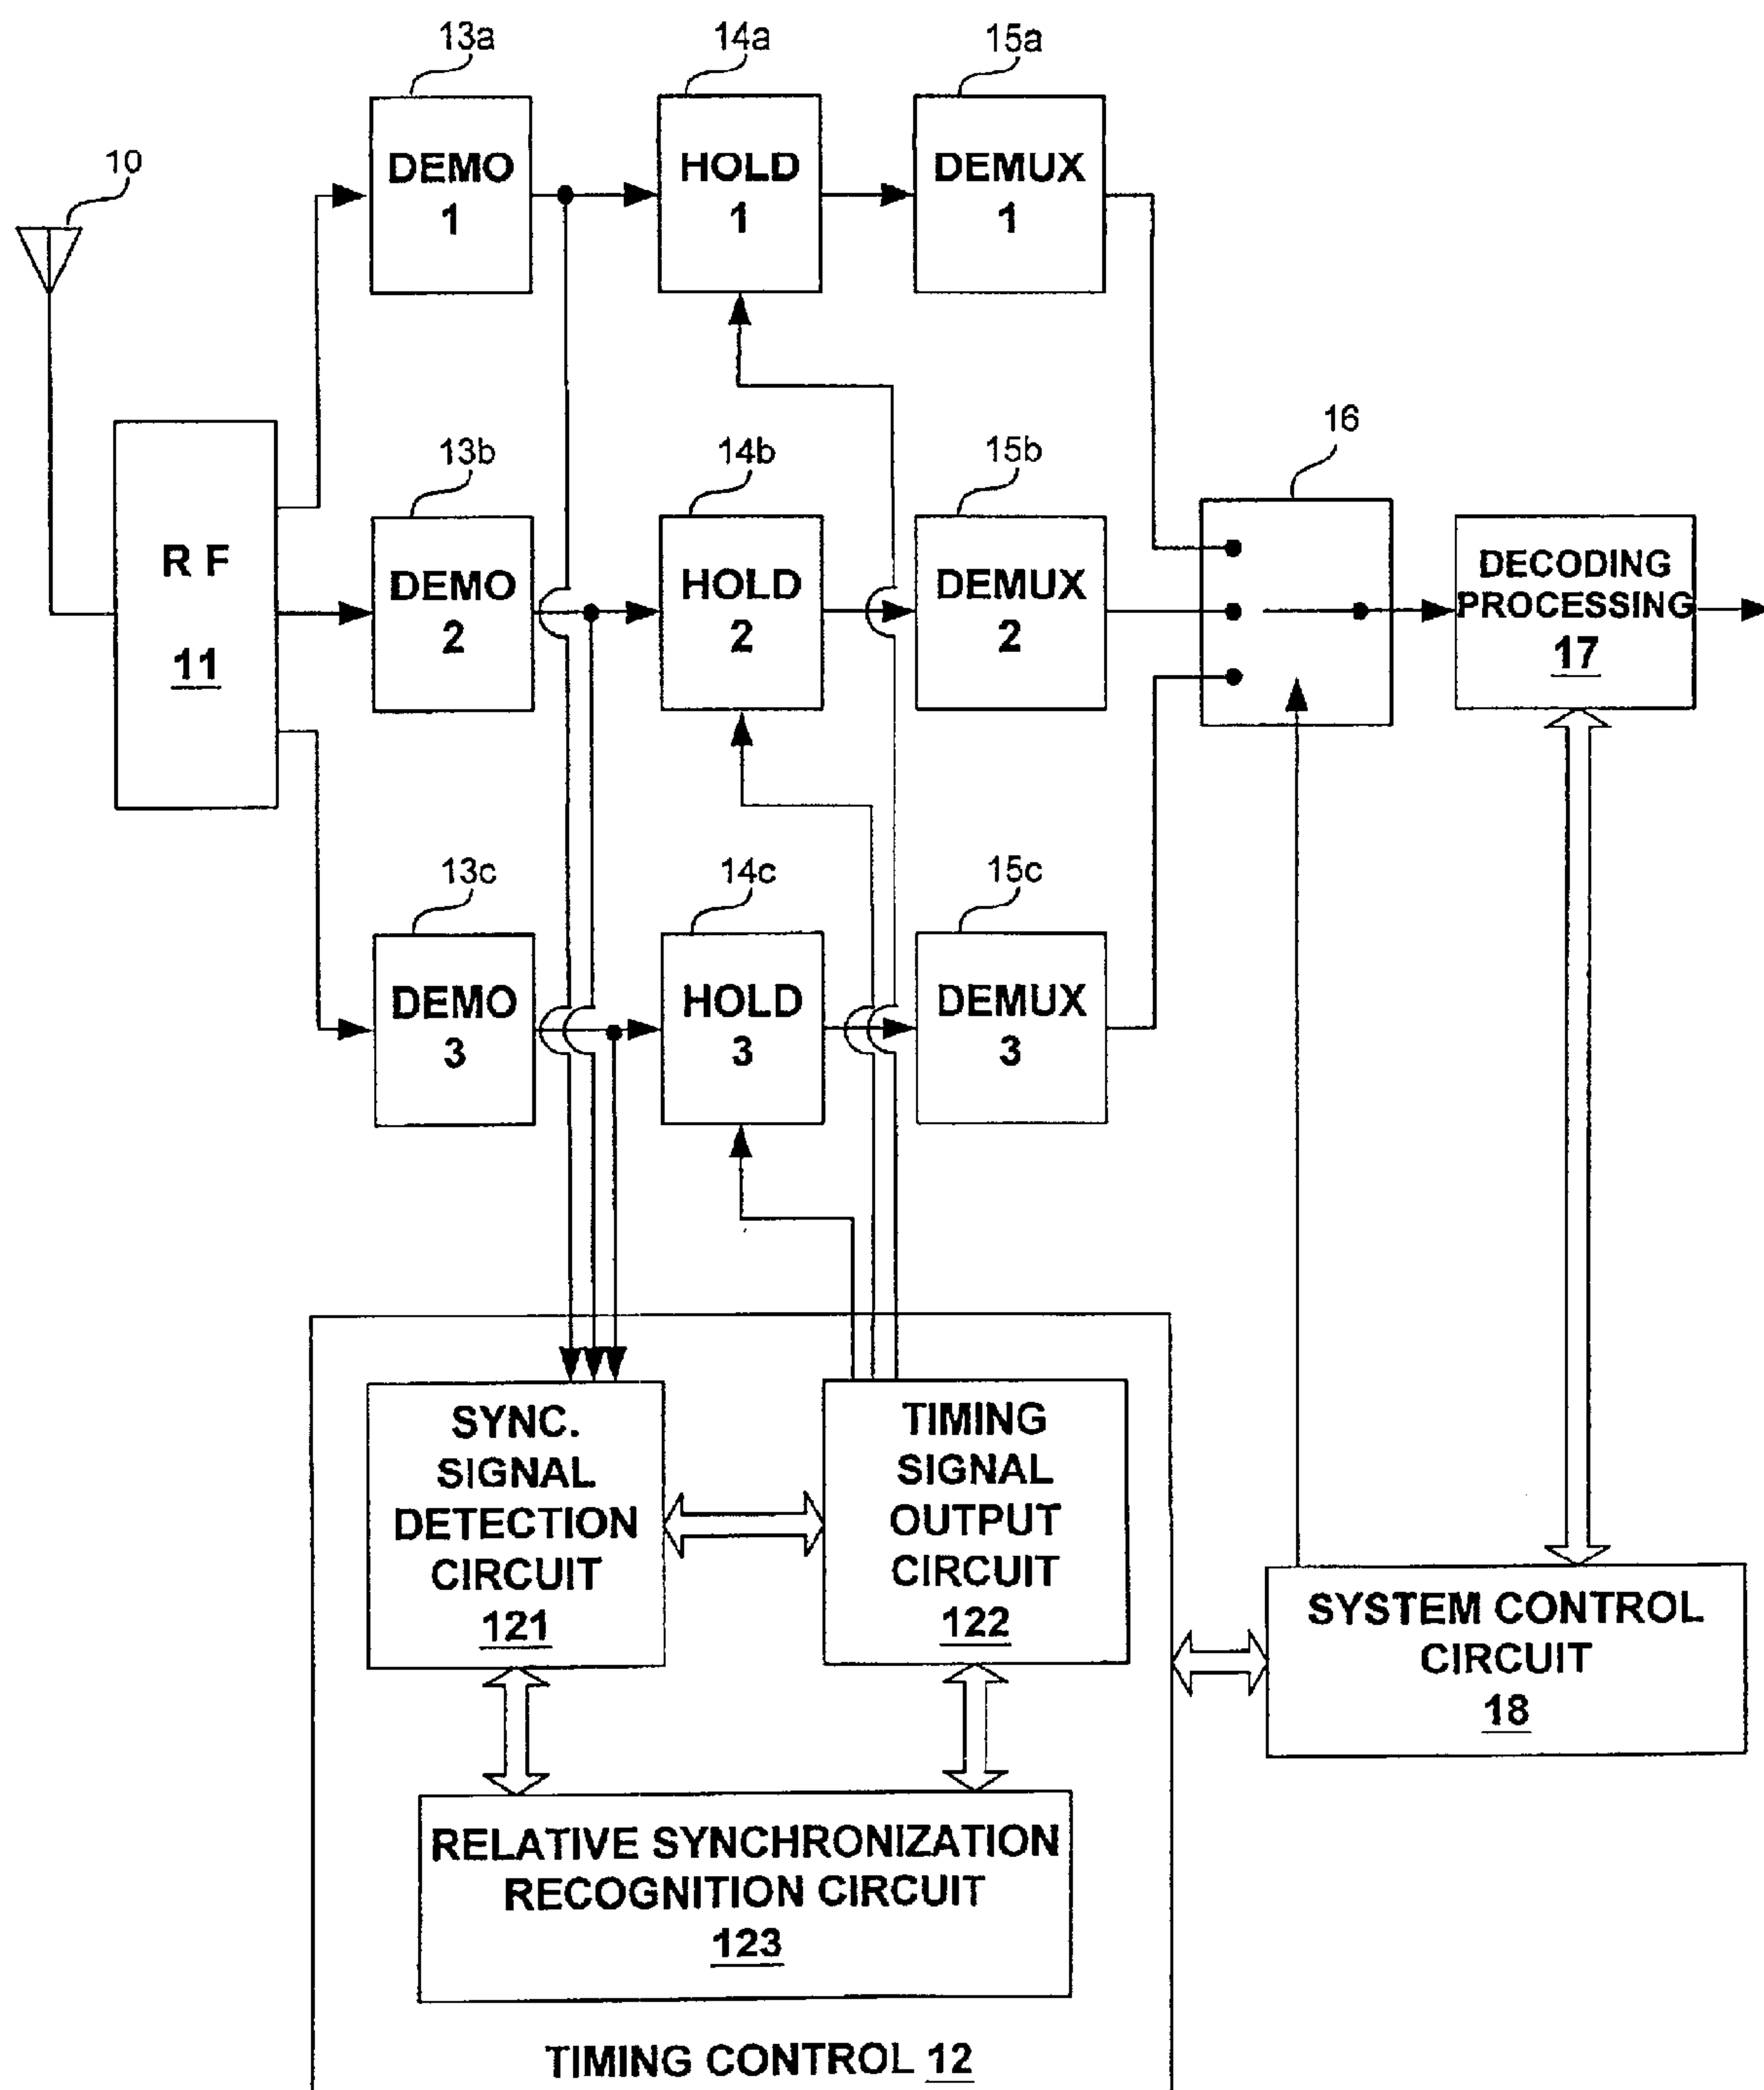 13a
14a
15a
10
DEMO
1
HOLD
1
DEMUX
1
13b
14b
15b
16
R F
11
DEMO
2
HOLD
2
DEMUX
2
DECODING
PROCESSING
17
13c
14c
15c
DEMO
3
HOLD
3
DEMUX
3
SYNC.
SIGNAL
DETECTION
CIRCUIT
121
TIMING
SIGNAL
OUTPUT
CIRCUIT
122
SYSTEM CONTROL
CIRCUIT
18
RELATIVE SYNCHRONIZATION
RECOGNITION CIRCUIT
123
TIMING CONTROL 12